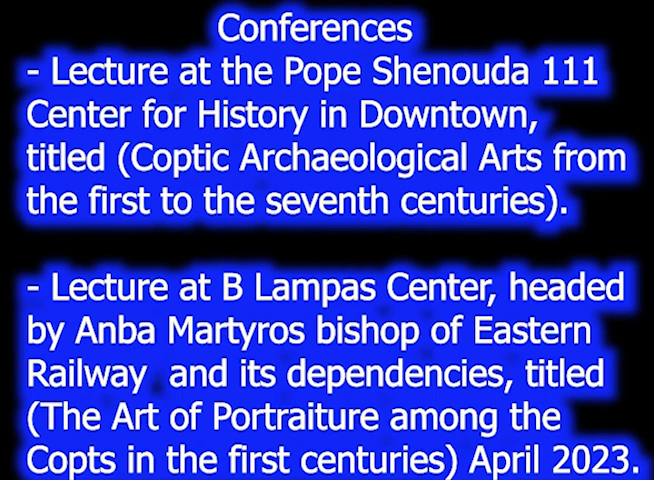 Conferences
- Lecture at the Pope Shenouda 111
Center for History in Downtown,
titled (Coptic Archaeological Arts from
the first to the seventh centuries).
- Lecture at B Lampas Center, headed
by Anba Martyros bishop of Eastern
Railway and its dependencies, titled
(The Art of Portraiture among the
Copts in the first centuries) April 2023.